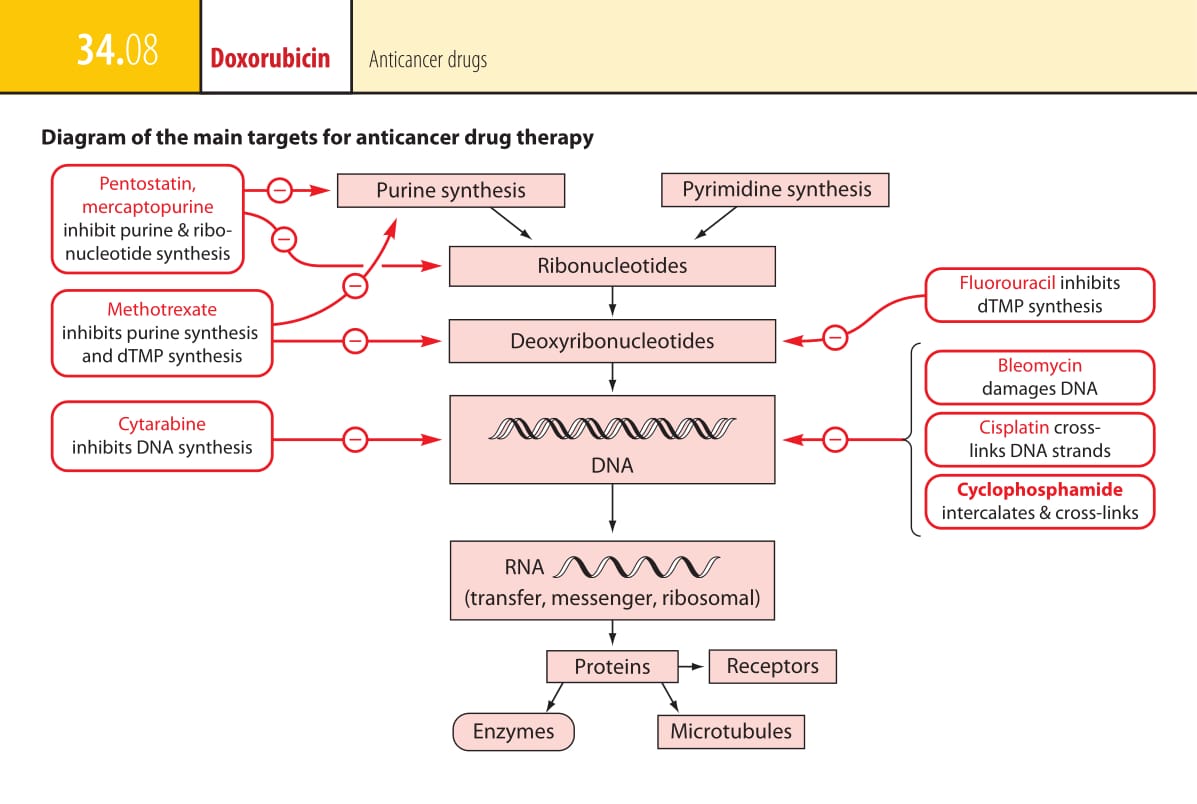 34.08
Doxorubicin
Anticancer drugs
Diagram of the main targets for anticancer drug therapy
Pentostatin,
mercaptopurine
inhibit purine & ribo-
nucleotide synthesis
Purine synthesis
Pyrimidine synthesis
Ribonucleotides
Methotrexate
inhibits purine synthesis
and dTMP synthesis
Deoxyribonucleotides
Fluorouracil inhibits
dTMP synthesis
Bleomycin
damages DNA
Cytarabine
inhibits DNA synthesis
DNA
Cisplatin cross-
links DNA strands
Cyclophosphamide
intercalates & cross-links
RNA
(transfer, messenger, ribosomal)
Proteins
Receptors
Enzymes
Microtubules